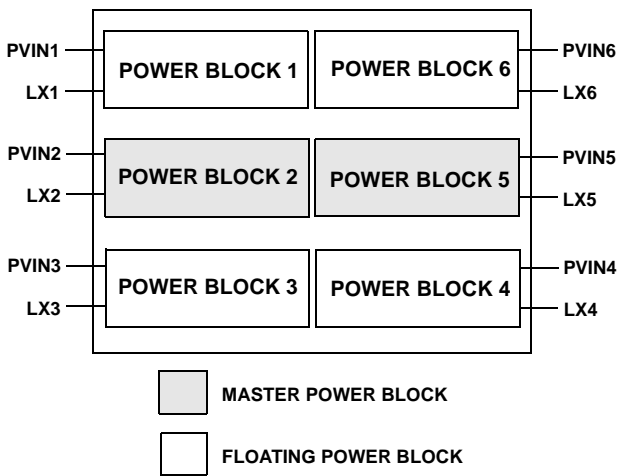 PVIN1
LX1
POWER BLOCK 1
POWER BLOCK 6
PVIN6
LX6
PVIN2
LX2
POWER BLOCK 2
POWER BLOCK 5
PVIN5
LX5
PVIN3
LX3
POWER BLOCK 3
POWER BLOCK 4
PVIN4
LX4
MASTER POWER BLOCK
FLOATING POWER BLOCK